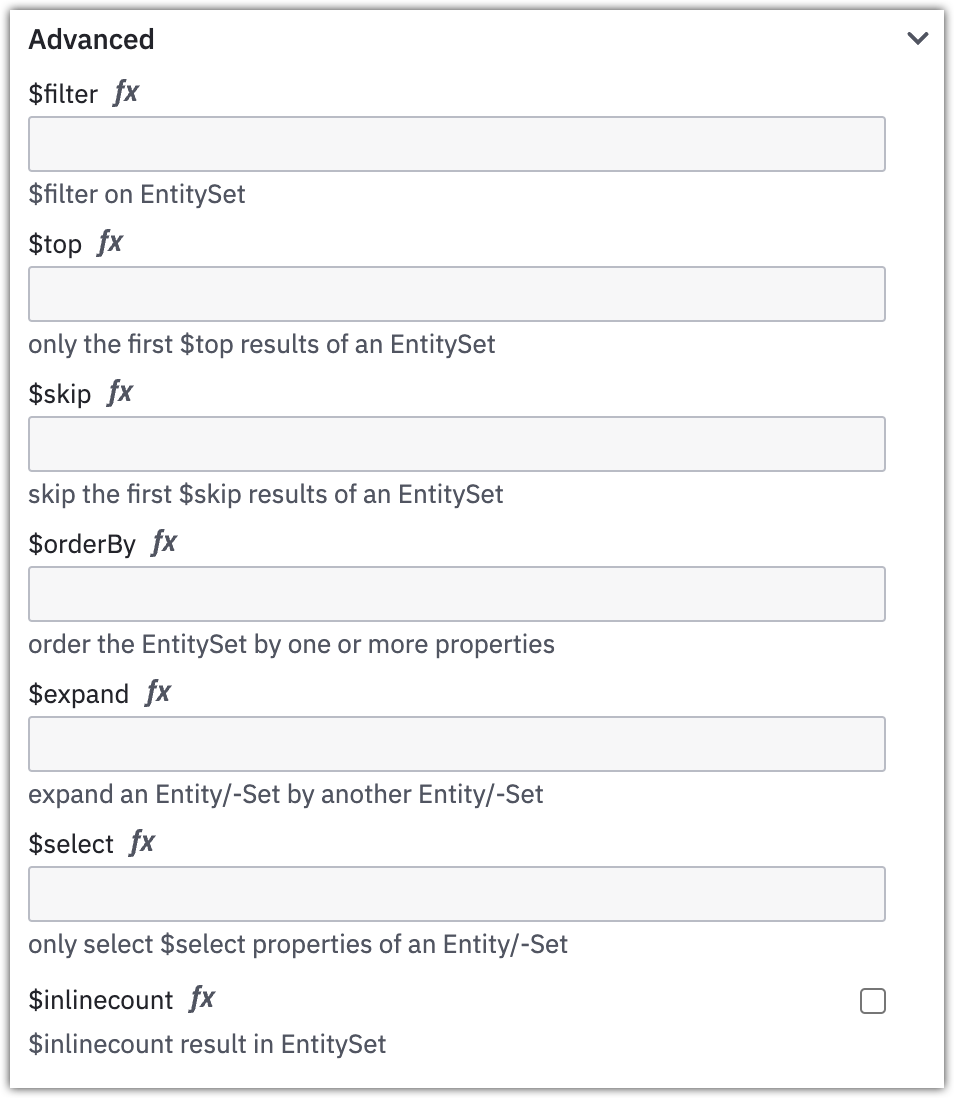 Advanced
$filter fx
$filter on EntitySet
$top fx
only the first $top results of an EntitySet
$skip fx
skip the first $skip results of an EntitySet
$orderBy fx
order the EntitySet by one or more properties
$expand fx
expand an Entity/-Set by another Entity/-Set
$select fx
only select $select properties of an Entity/-Set
$inlinecount fx
$inlinecount result in EntitySet